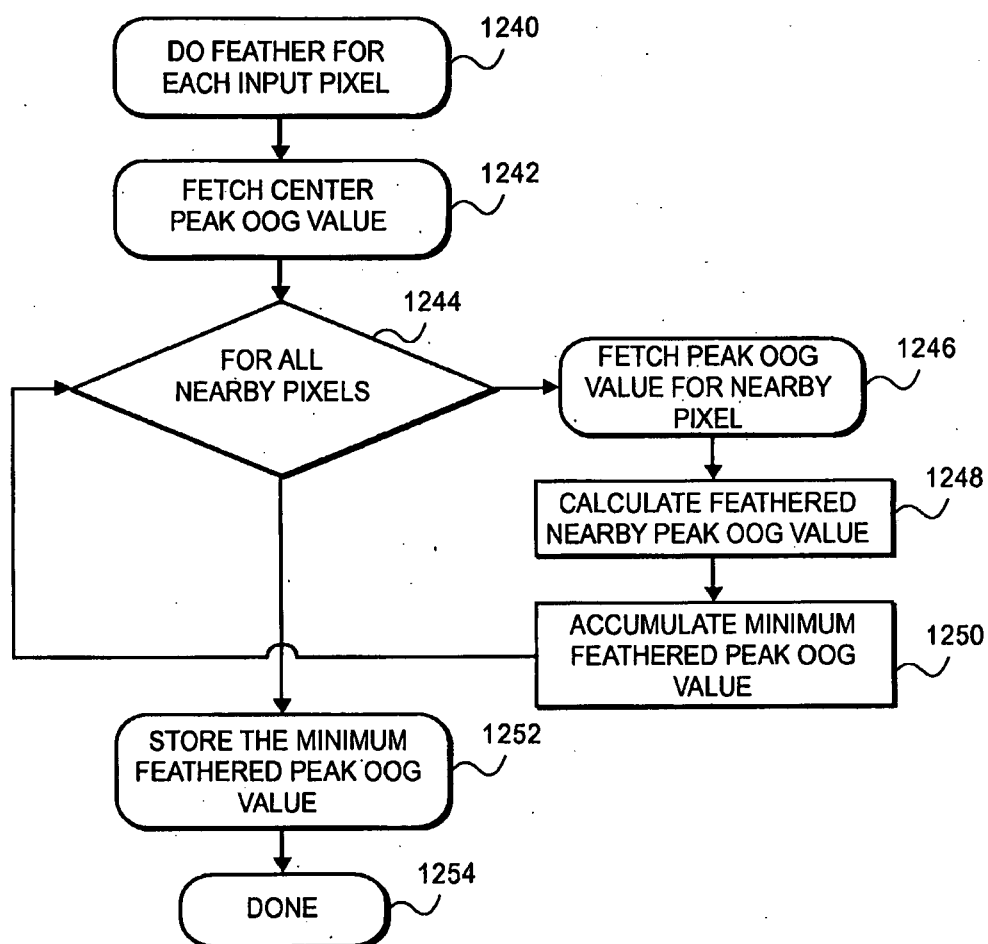 1240
DO FEATHER FOR
EACH INPUT PIXEL
1242
FETCH CENTER
PEAK OOG VALUE
1244
FOR ALL
NEARBY PIXELS
1246
FETCH PEAK OOG
VALUE FOR NEARBY
PIXEL
1248
CALCULATE FEATHERED
NEARBY PEAK OOG VALUE
1250
ACCUMULATE MINIMUM
FEATHERED PEAK OOG
VALUE
1252
STORE THE MINIMUM
FEATHERED PEAK OOG
VALUE
1254
DONE